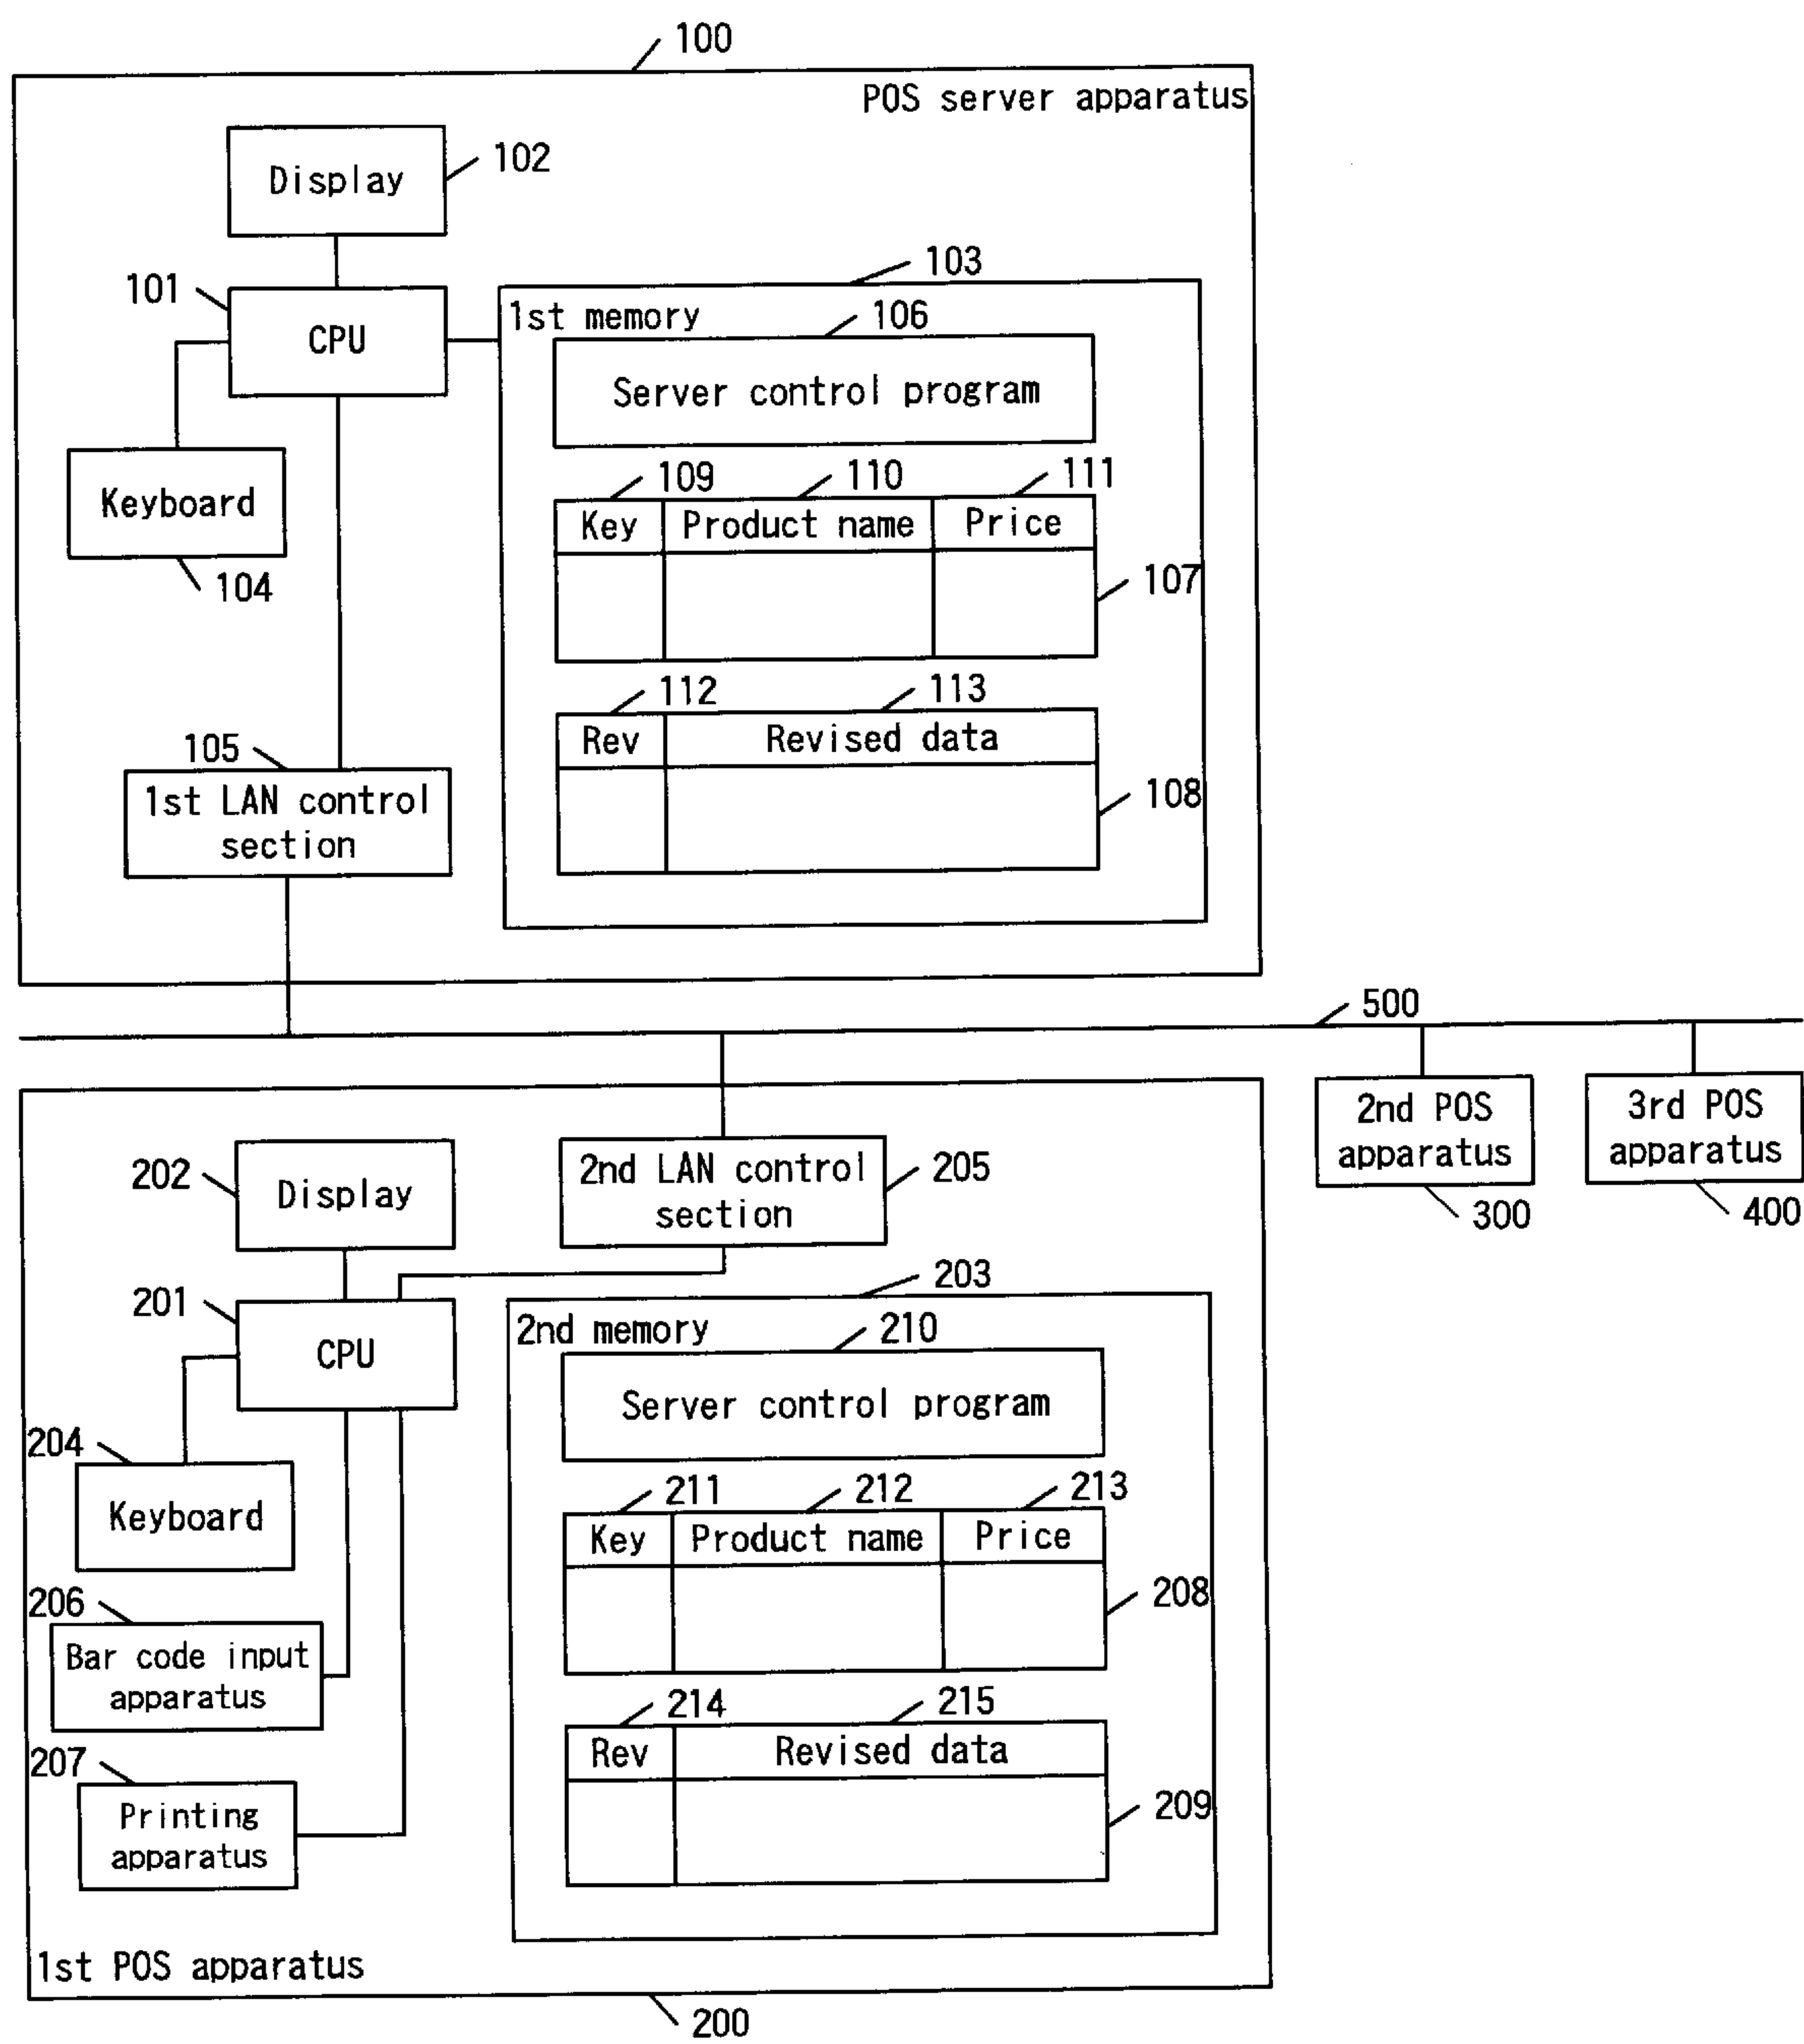 100
POS server apparatus
102
Display
103
101
CPU
1st memory
106
Server control program
109
110
111
Keyboard
Key
Product name
Price
104
107
112
113
105
Rev
Revised data
1st LAN control
section
108
500
2nd POS
apparatus
3rd POS
apparatus
300
400
202
Display
2nd LAN control
section
205
203
201
CPU
2nd memory
210
Server control program
204
211
212
213
Keyboard
Key
Product name
Price
206
208
Bar code input
apparatus
214
215
207
Rev
Revised data
Printing
apparatus
209
1st POS apparatus
200